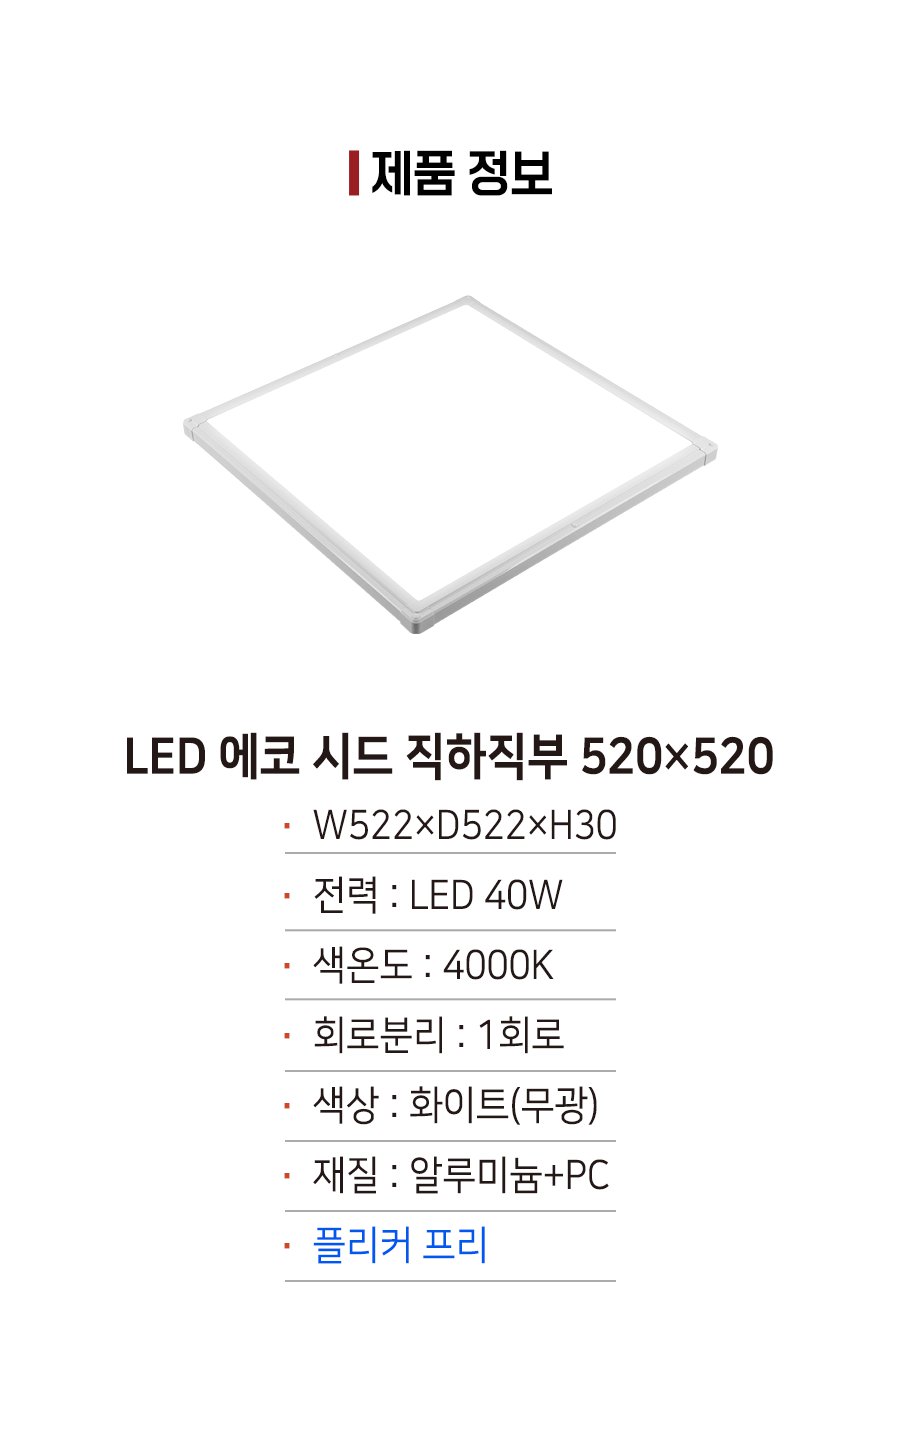 제품 정보
LED 에코 시드 직하직부 520×520
· W522×D522×H30
· 전력 : LED 40W
· 색온도 : 4000K
· 회로분리 : 1회로
· 색상 : 화이트(무광)
· 재질 : 알루미늄+PC
· 플리커 프리